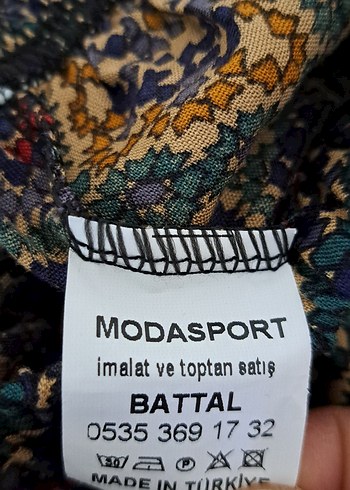 MODASPORT
imalat ve toptan satış
BATTAL
0535 369 17 32
MADE IN TÜRKİYE